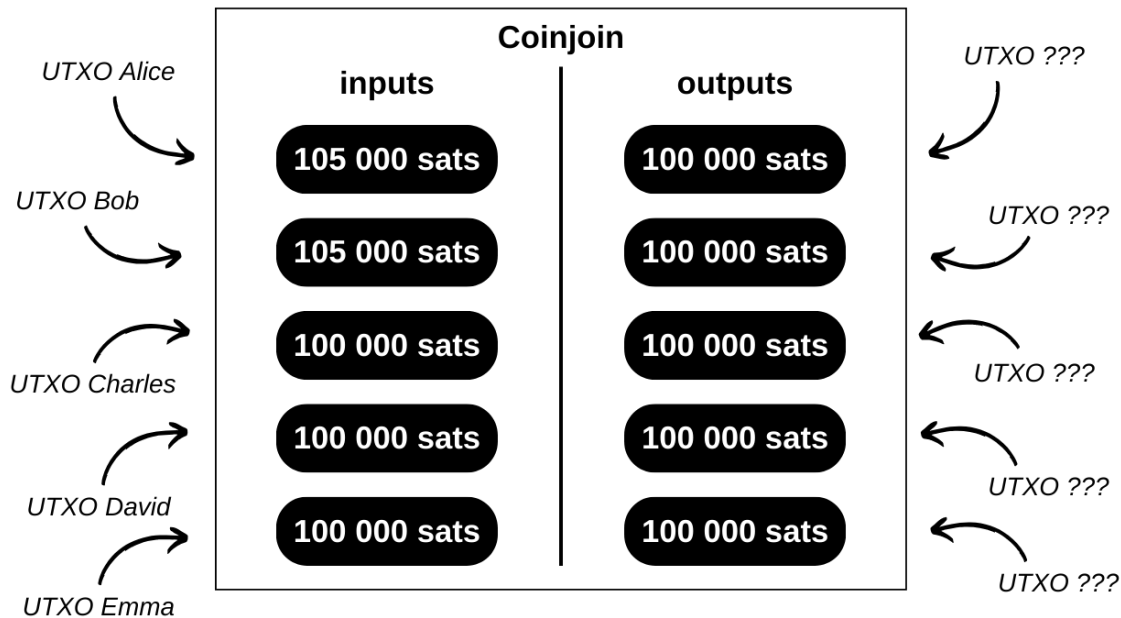 Coinjoin
inputs
outputs
UTXO Alice
105 000 sats
100 000 sats
UTXO ???
UTXO Bob
105 000 sats
100 000 sats
UTXO ???
UTXO Charles
100 000 sats
100 000 sats
UTXO ???
UTXO David
100 000 sats
100 000 sats
UTXO ???
UTXO Emma
100 000 sats
100 000 sats
UTXO ???